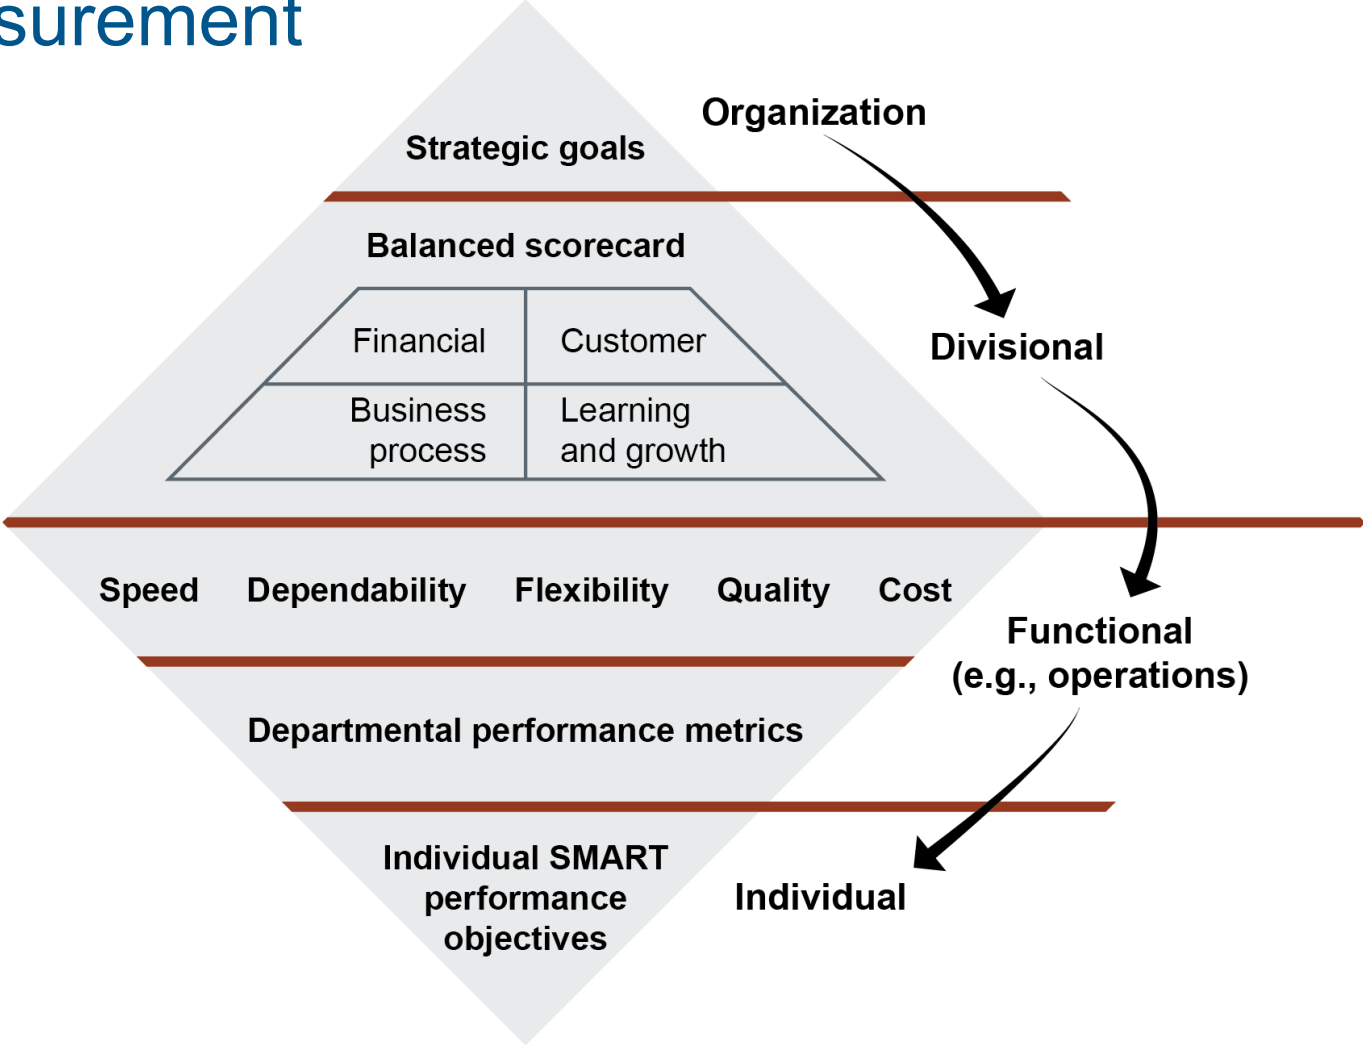 surement
Organization
Strategic goals
Balanced scorecard
Financial
Customer
Divisional
Business
process
Learning
and growth
Speed
Dependability
Flexibility
Quality
Cost
Functional
(e.g., operations)
Departmental performance metrics
Individual SMART
performance
objectives
Individual